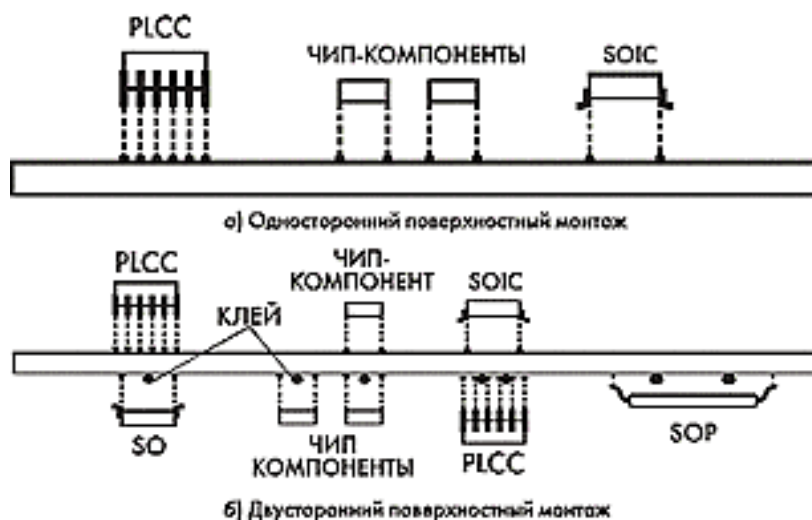 PLCC
ЧИП-КОМПОНЕНТЫ
SOIC
а) Односторонний поверхностный монтаж
PLCC
ЧИП-
КОМПОНЕНТ
SOIC
КЛЕЙ
SO
ЧИП
КОМПОНЕНТЫ
PLCC
SOP
б) Двусторонний поверхностный монтаж